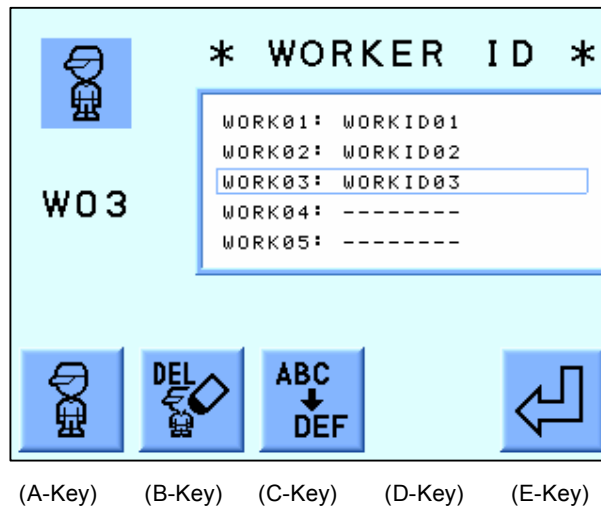 * WORKER ID *
WORK01: WORKID01
WORK02: WORKID02
WORK03: WORKID03
WORK04: --------
WORK05: --------
W03
DEL
ABC
DEF
(A-Key) (B-Key) (C-Key) (D-Key) (E-Key)